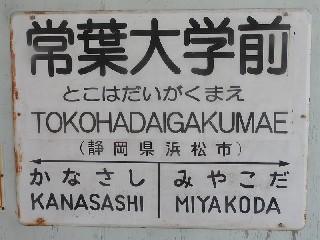 常葉大学前
とこはだいがくまえ
TOKOHADAIGAKUMAE
(静岡県浜松市)
かなさし みやこだ
KANASASHI MIYAKODA